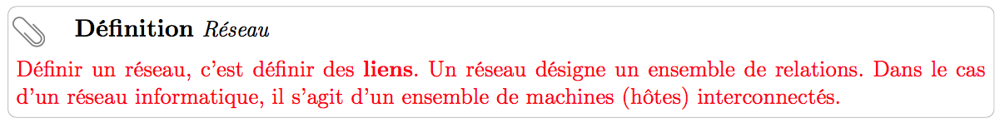 Définition Réseau
Définir un réseau, c'est définir des liens. Un réseau désigne un ensemble de relations. Dans le cas
d'un réseau informatique, il s'agit d'un ensemble de machines (hôtes) interconnectés.